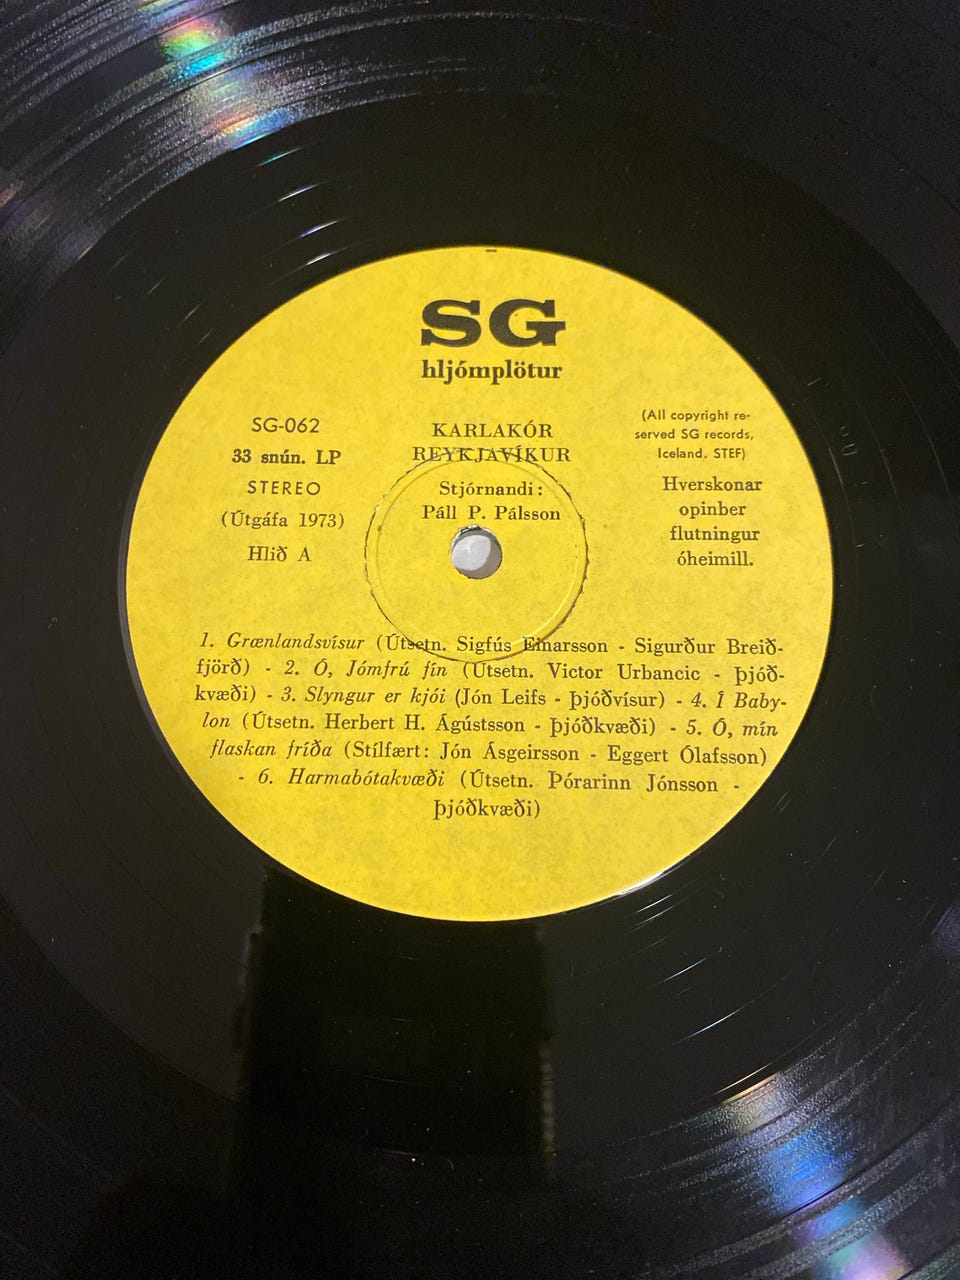 SG
hljómplötur
SG-062
33 snún. LP
STEREO
(Útgáfa 1973)
Hlið A
KARLAKÓR
REYKJAVÍKUR
Stjórnandi:
Páll P. Pálsson
(All copyright re-
served SG records,
Iceland. STEF)
Hverskonar
opinber
flutningur
óheimill.
1. Grænlandsvísur (Útsetn. Sigfús Einarsson - Sigurður Breið-
fjörð) - 2. Ó, Jómfrú fín (Útsetn. Victor Urbancic - Þjóð-
kvæði) - 3. Slyngur er kjói (Jón Leifs - Þjóðvísur) - 4. Í Baby-
lon (Útsetn. Herbert H. Ágústsson - Þjóðkvæði) - 5. Ó, mín
flaskan fríða (Stílfært: Jón Ásgeirsson - Eggert Ólafsson)
- 6. Harmabótakvæði (Útsetn. Þórarinn Jónsson -
Þjóðkvæði)